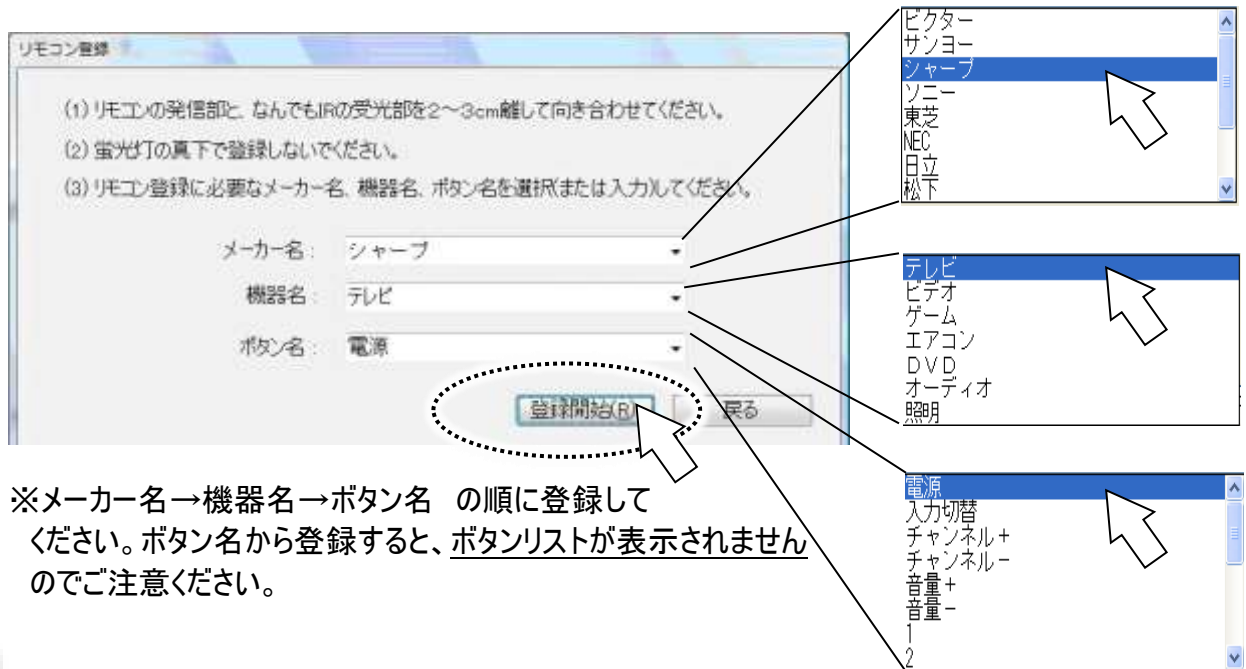 リモコン登録
(1)リモコンの発信部と、なんでもIRの受光部を2～3cm離して向き合わせてください。
(2)蛍光灯の真下で登録しないでください。
(3)リモコン登録に必要なメーカー名、機器名、ボタン名を選択(または入力)してください。
メーカー名： シャープ
機器名： テレビ
ボタン名： 電源
登録開始(R)
戻る
※メーカー名→機器名→ボタン名　の順に登録して
ください。ボタン名から登録すると、ボタンリストが表示されません
のでご注意ください。
ビクター
サンヨー
シャープ
ソニー
東芝
NEC
日立
松下
テレビ
ビデオ
ゲーム
エアコン
ＤＶＤ
オーディオ
照明
電源
入力切替
チャンネル＋
チャンネル－
音量＋
音量－
1
2